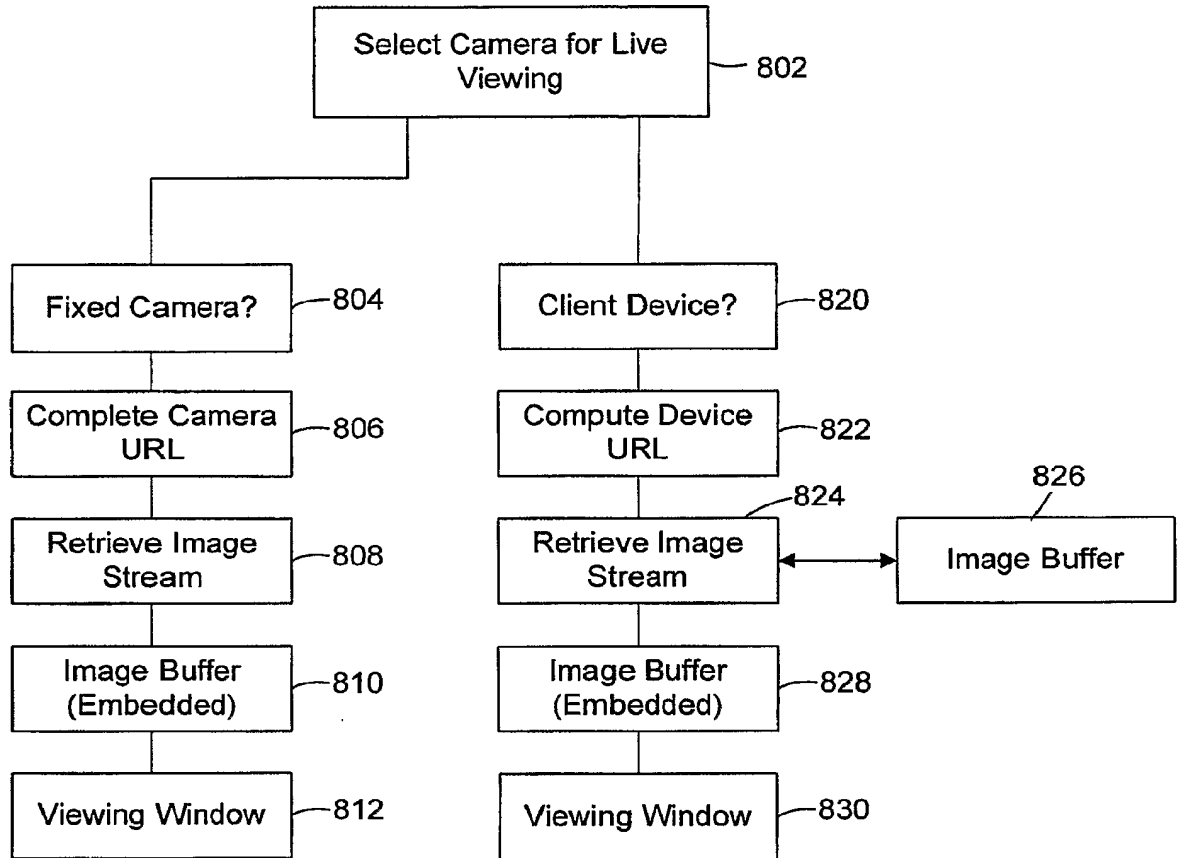 Select Camera for Live
Viewing
802
Fixed Camera?
804
Client Device?
820
Complete Camera
URL
806
Compute Device
URL
822
824
826
Retrieve Image
Stream
808
Retrieve Image
Stream
Image Buffer
Image Buffer
(Embedded)
810
Image Buffer
(Embedded)
828
Viewing Window
812
Viewing Window
830